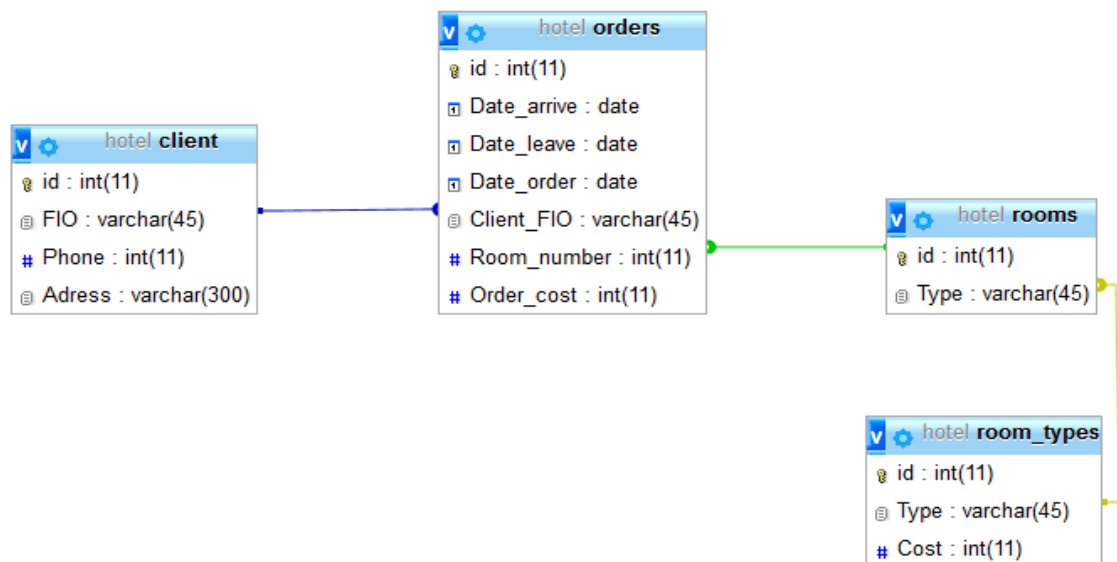 hotel client
id : int(11)
FIO : varchar(45)
Phone : int(11)
Adress : varchar(300)
hotel orders
id : int(11)
Date_arrive : date
Date_leave : date
Date_order : date
Client_FIO : varchar(45)
Room_number : int(11)
Order_cost : int(11)
hotel rooms
id : int(11)
Type : varchar(45)
hotel room_types
id : int(11)
Type : varchar(45)
Cost : int(11)